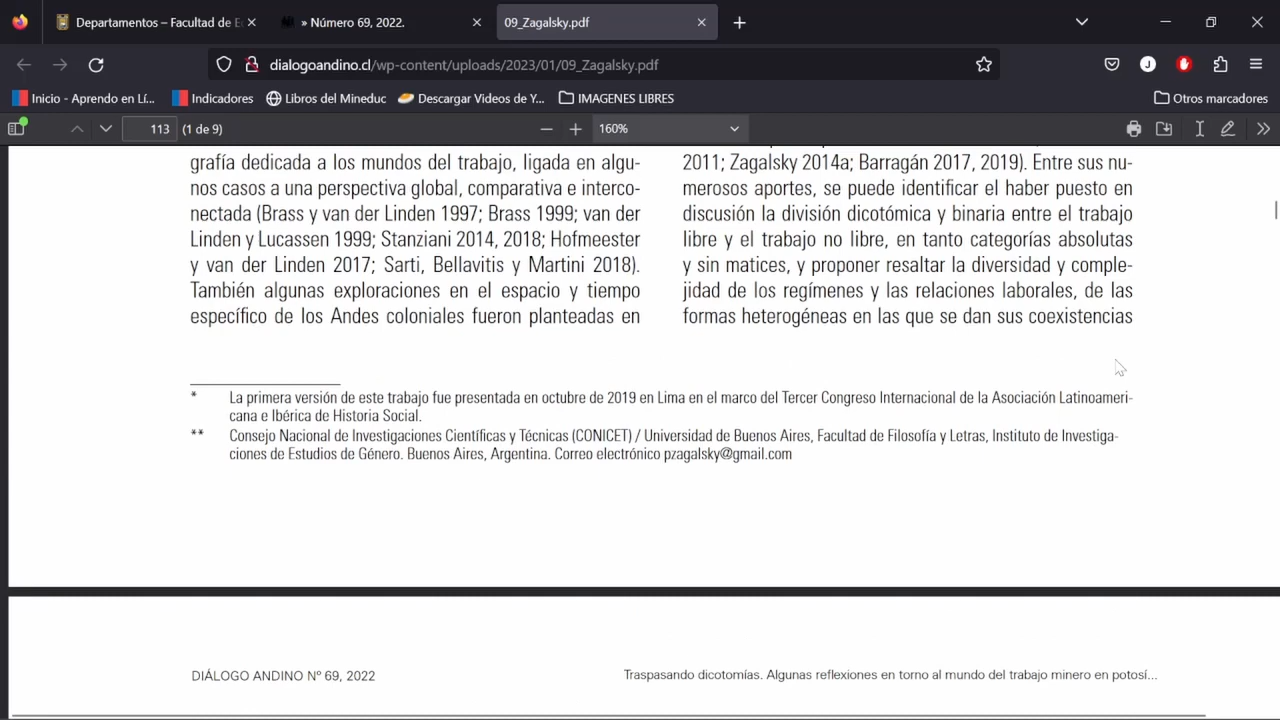 Departamentos – Facultad de E
» Número 69, 2022.
09_Zagalsky.pdf
dialogoandino.cl/wp-content/uploads/2023/01/09_Zagalsky.pdf
Inicio - Aprendo en Lí...
Indicadores
Libros del Mineduc
Descargar Videos de Y...
IMAGENES LIBRES
Otros marcadores
113
(1 de 9)
160%
grafía dedicada a los mundos del trabajo, ligada en algu-
nos casos a una perspectiva global, comparativa e interco-
nectada (Brass y van der Linden 1997; Brass 1999; van der
Linden y Lucassen 1999; Stanziani 2014, 2018; Hofmeester
y van der Linden 2017; Sarti, Bellavitis y Martini 2018).
También algunas exploraciones en el espacio y tiempo
específico de los Andes coloniales fueron planteadas en
2011; Zagalsky 2014a; Barragán 2017, 2019). Entre sus nu-
merosos aportes, se puede identificar el haber puesto en
discusión la división dicotómica y binaria entre el trabajo
libre y el trabajo no libre, en tanto categorías absolutas
y sin matices, y proponer resaltar la diversidad y comple-
jidad de los regímenes y las relaciones laborales, de las
formas heterogéneas en las que se dan sus coexistencias
* La primera versión de este trabajo fue presentada en octubre de 2019 en Lima en el marco del Tercer Congreso Internacional de la Asociación Latinoameri-
cana e Ibérica de Historia Social.
** Consejo Nacional de Investigaciones Científicas y Técnicas (CONICET) / Universidad de Buenos Aires, Facultad de Filosofía y Letras, Instituto de Investiga-
ciones de Estudios de Género. Buenos Aires, Argentina. Correo electrónico pzagalsky@gmail.com
DIÁLOGO ANDINO Nº 69, 2022
Traspasando dicotomías. Algunas reflexiones en torno al mundo del trabajo minero en potosí...